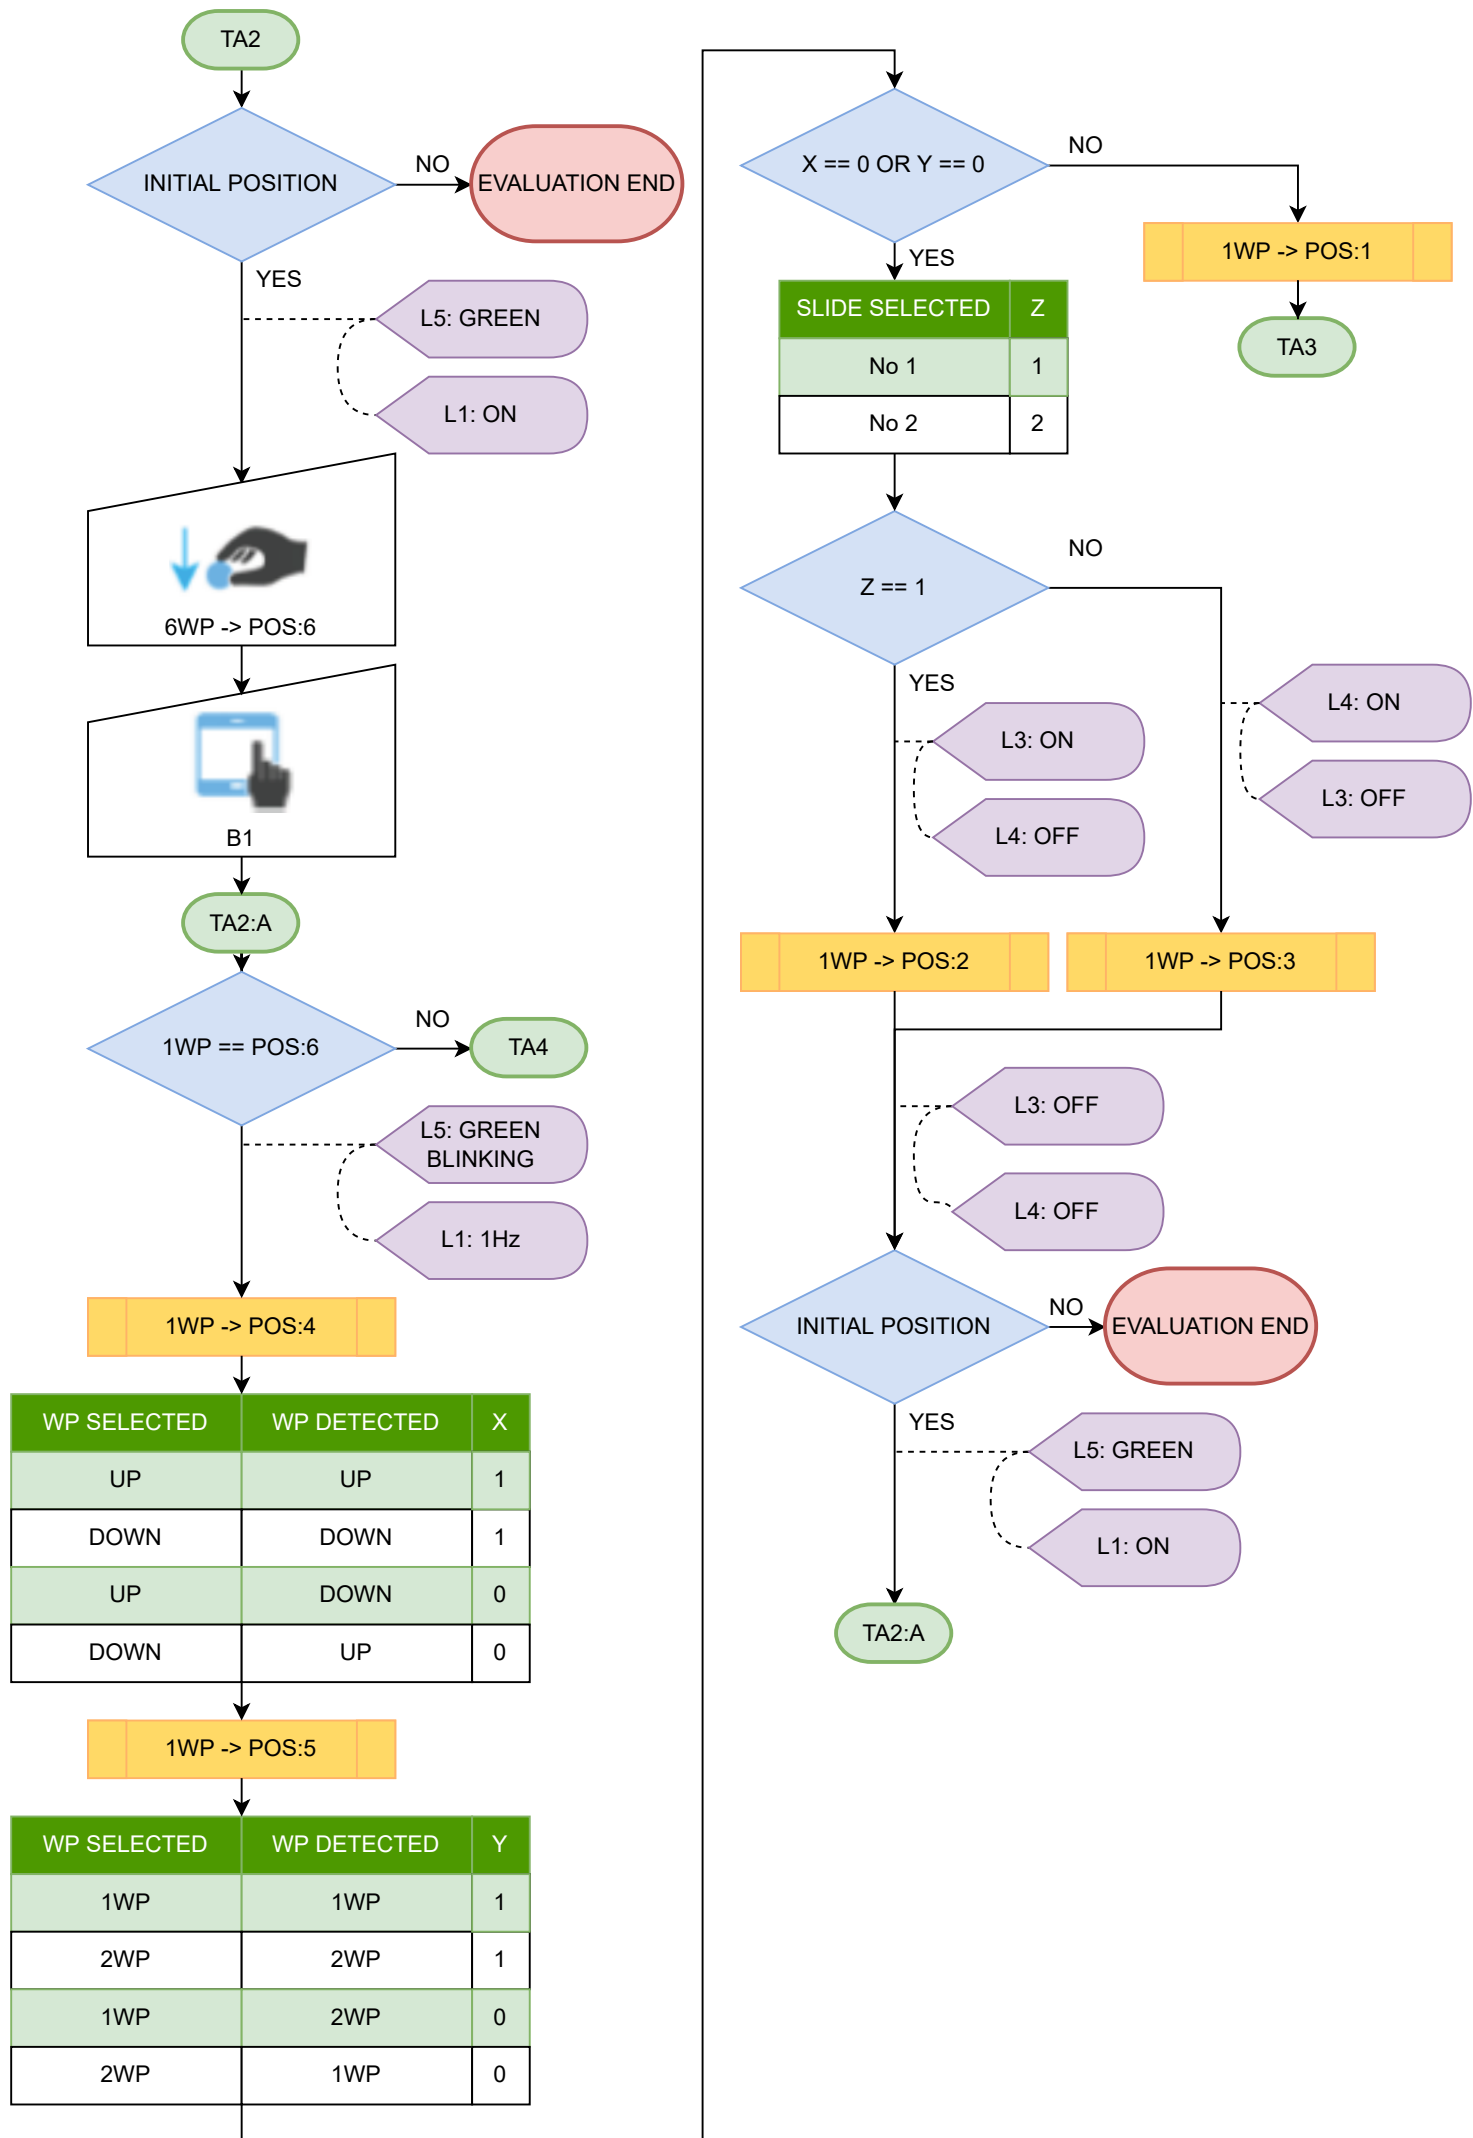 TA2
INITIAL POSITION
NO
EVALUATION END
YES
L5: GREEN
L1: ON
6WP -> POS:6
B1
TA2:A
1WP == POS:6
NO
TA4
L5: GREEN
BLINKING
L1: 1Hz
1WP -> POS:4
WP SELECTED WP DETECTED X
UP UP 1
DOWN DOWN 1
UP DOWN 0
DOWN UP 0
1WP -> POS:5
WP SELECTED WP DETECTED Y
1WP 1WP 1
2WP 2WP 1
1WP 2WP 0
2WP 1WP 0
X == 0 OR Y == 0
NO
1WP -> POS:1
TA3
YES
SLIDE SELECTED Z
No 1 1
No 2 2
Z == 1
NO
YES
L4: ON
L3: OFF
L3: ON
L4: OFF
1WP -> POS:2
1WP -> POS:3
L3: OFF
L4: OFF
INITIAL POSITION
NO
EVALUATION END
YES
L5: GREEN
L1: ON
TA2:A